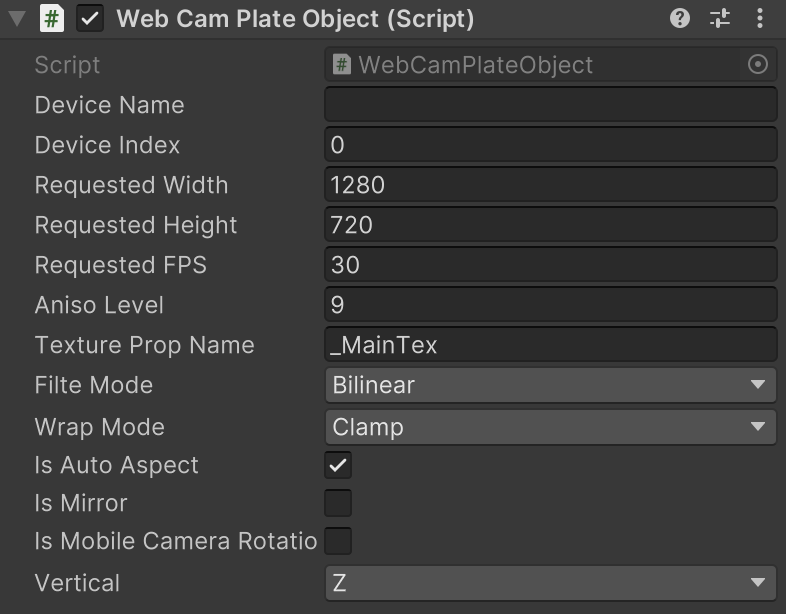 # Web Cam Plate Object (Script)
Script # WebCamPlateObject
Device Name
Device Index 0
Requested Width 1280
Requested Height 720
Requested FPS 30
Aniso Level 9
Texture Prop Name _MainTex
Filte Mode Bilinear
Wrap Mode Clamp
Is Auto Aspect
Is Mirror
Is Mobile Camera Rotatio
Vertical Z